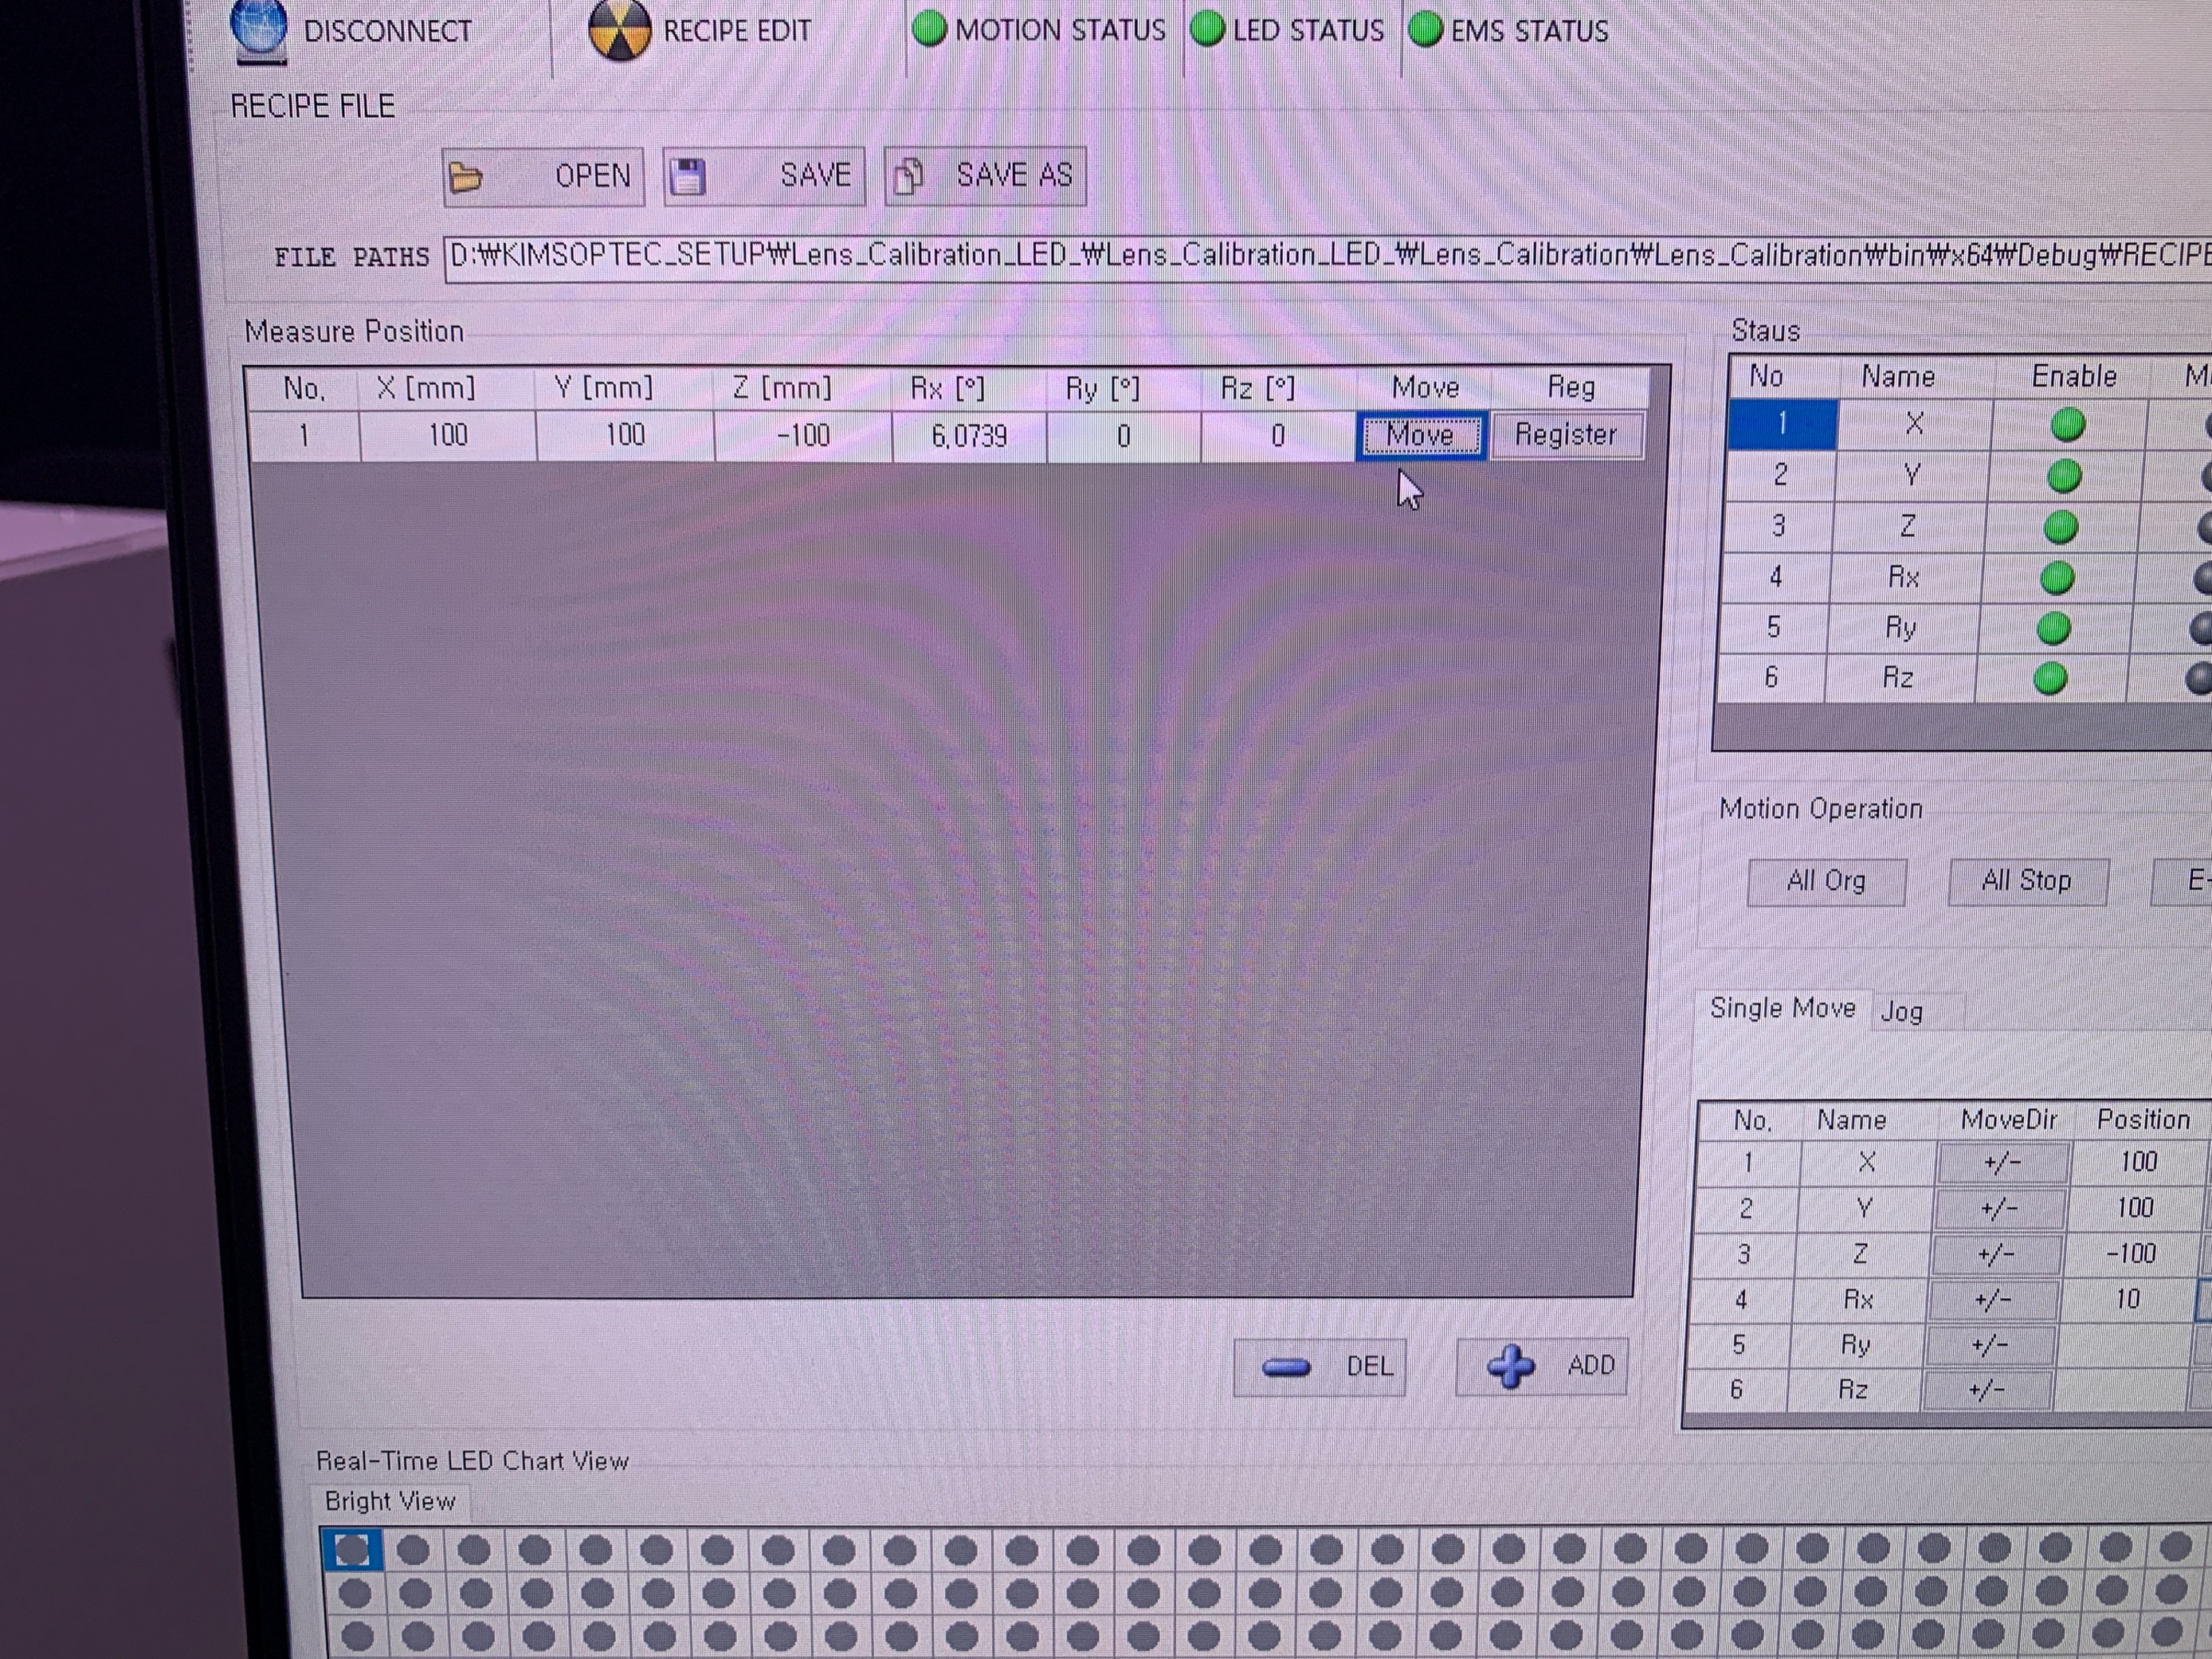 DISCONNECT RECIPE EDIT MOTION STATUS LED STATUS EMS STATUS
RECIPE FILE
OPEN SAVE SAVE AS
FILE PATHS D:₩KIMSOPTEC_SETUP₩Lens_Calibration_LED_₩Lens_Calibration_LED_₩Lens_Calibration₩Lens_Calibration₩bin₩x64₩Debug₩RECIPE
Measure Position
No. X [mm] Y [mm] Z [mm] Rx [°] Ry [°] Rz [°] Move Reg
1 100 100 -100 6.0739 0 0 Move Register
DEL ADD
Staus
No Name Enable M
1 X
2 Y
3 Z
4 Rx
5 Ry
6 Rz
Motion Operation
All Org All Stop E-
Single Move Jog
No. Name MoveDir Position
1 X +/- 100
2 Y +/- 100
3 Z +/- -100
4 Rx +/- 10
5 Ry +/-
6 Rz +/-
Real-Time LED Chart View
Bright View